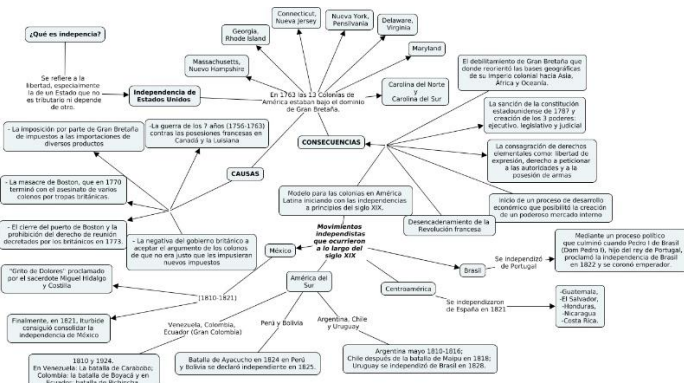 ¿Qué es indepencia?
Se refiere a la
libertad, especialmente
la de un Estado que no
es tributario ni depende
de otro.
Independencia de
Estados Unidos
Massachusetts,
Nuevo Hampshire
Georgia,
Rhode Island
Connecticut,
Nueva Jersey
Nueva York,
Pensilvania
Delaware,
Virginia
Maryland
Carolina del Norte
y
Carolina del Sur
En 1763 las 13 Colonias de
América estaban bajo el dominio
de Gran Bretaña.
CAUSAS
- La imposición por parte de Gran Bretaña
de impuestos a las importaciones de
diversos productos
-La guerra de los 7 años (1756-1763)
contras las posesiones francesas en
Canadá y la Luisiana
- La masacre de Boston, que en 1770
terminó con el asesinato de varios
colonos por tropas británicas.
- El cierre del puerto de Boston y la
prohibición del derecho de reunión
decretados por los británicos en 1773.
- La negativa del gobierno británico a
aceptar el argumento de los colonos
de que no era justo que les impusieran
nuevos impuestos
CONSECUENCIAS
El debilitamiento de Gran Bretaña que
donde reorientó las bases geográficas
de su imperio colonial hacia Asia,
África y Oceanía.
La sanción de la constitución
estadounidense de 1787 y
creación de los 3 poderes:
ejecutivo, legislativo y judicial
La consagración de derechos
elementales como: libertad de
expresión, derecho a peticionar
a las autoridades y a la
posesión de armas
Inicio de un proceso de desarrollo
económico que posibilitó la creación
de un poderoso mercado interno
Desencadenamiento de la
Revolución francesa
Modelo para las colonias en América
Latina iniciando con las independencias
a principios del siglo XIX.
Movimientos
independistas
que ocurrieron
a lo largo del
siglo XIX
México
(1810-1821)
"Grito de Dolores" proclamado
por el sacerdote Miguel Hidalgo
y Costilla
Finalmente, en 1821, Iturbide
consiguió consolidar la
independencia de México
América del
Sur
Venezuela, Colombia,
Ecuador (Gran Colombia)
1810 y 1924.
En Venezuela: La batalla de Carabobo;
Colombia: la batalla de Boyacá y en
Ecuador: batalla de Pichincha
Perú y Bolivia
Batalla de Ayacucho en 1824 en Perú
y Bolivia se declaró independiente en 1825.
Argentina, Chile
y Uruguay
Argentina mayo 1810-1816;
Chile después de la batalla de Maipu en 1818;
Uruguay se independizó de Brasil en 1828.
Centroamérica
Se independizaron
de España en 1821
-Guatemala,
-El Salvador,
-Honduras,
-Nicaragua
-Costa Rica.
Brasil
Se independizó
de Portugal
Mediante un proceso político
que culminó cuando Pedro I de Brasil
(Dom Pedro I), hijo del rey de Portugal,
proclamó la independencia de Brasil
en 1822 y se coronó emperador.